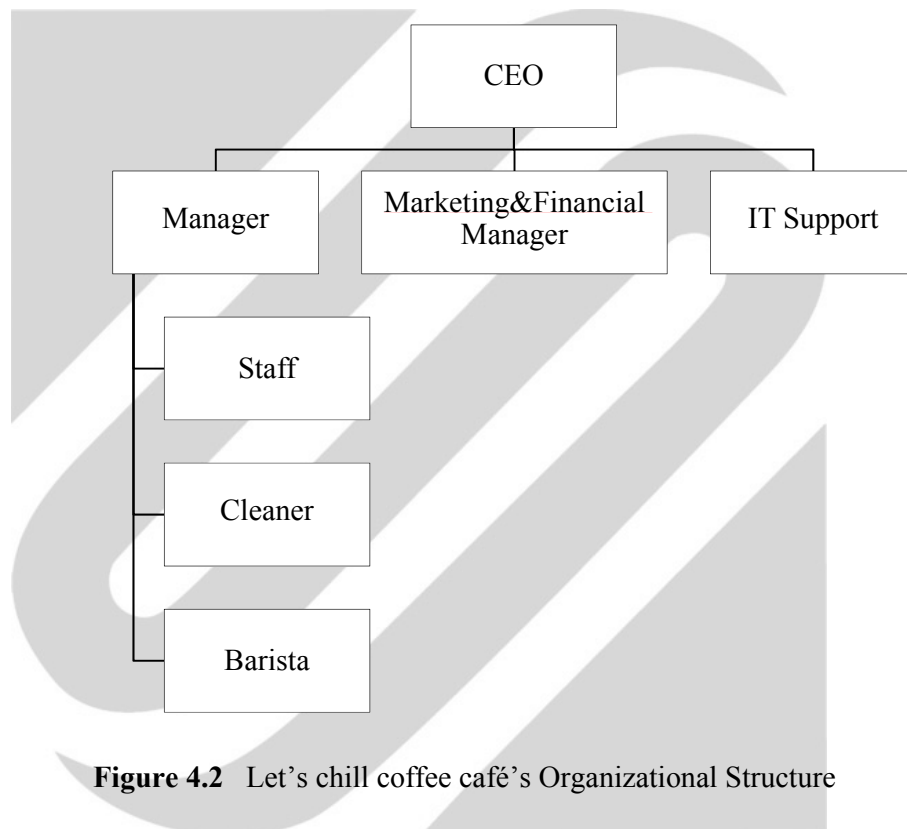 CEO
Manager
Marketing&Financial
Manager
IT Support
Staff
Cleaner
Barista
Figure 4.2 Let’s chill coffee café’s Organizational Structure